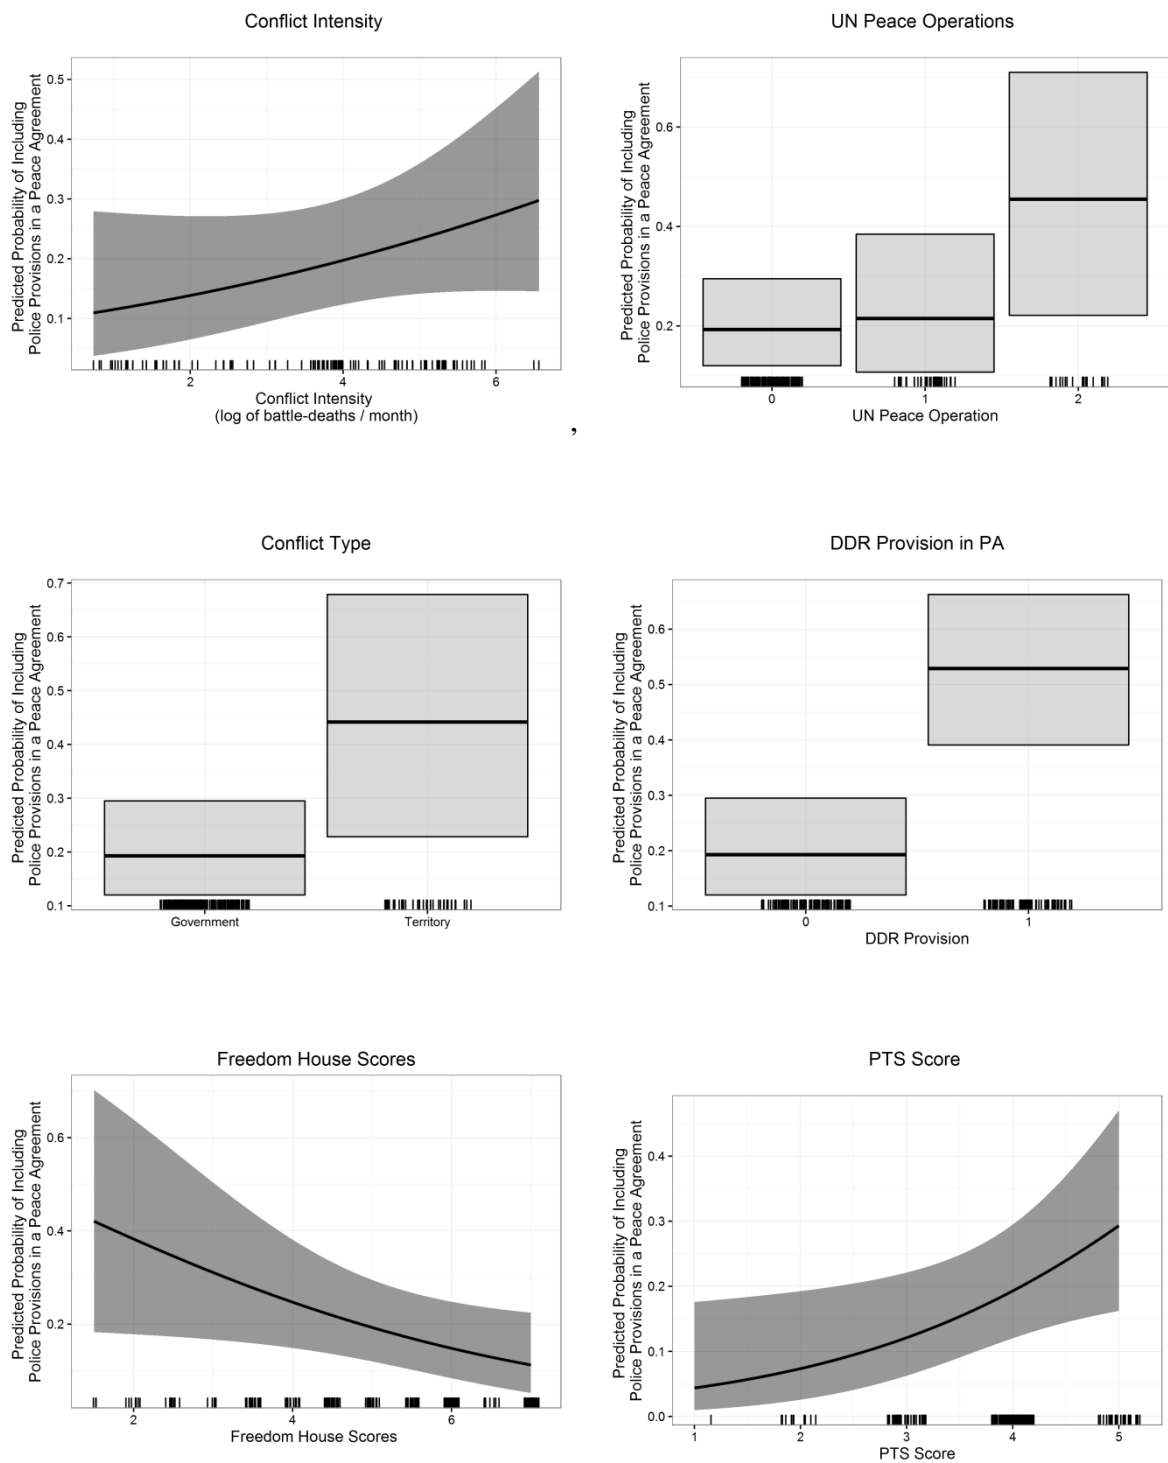 Conflict Intensity
Predicted Probability of Including
Police Provisions in a Peace Agreement
0.5
0.4
0.3
0.2
0.1
2
4
6
Conflict Intensity
(log of battle-deaths / month)
,
UN Peace Operations
Predicted Probability of Including
Police Provisions in a Peace Agreement
0.6
0.4
0.2
0
1
2
UN Peace Operation
Conflict Type
Predicted Probability of Including
Police Provisions in a Peace Agreement
0.7
0.6
0.5
0.4
0.3
0.2
0.1
Government
Territory
DDR Provision in PA
Predicted Probability of Including
Police Provisions in a Peace Agreement
0.6
0.5
0.4
0.3
0.2
0.1
0
1
DDR Provision
Freedom House Scores
Predicted Probability of Including
Police Provisions in a Peace Agreement
0.6
0.4
0.2
2
4
6
Freedom House Scores
PTS Score
Predicted Probability of Including
Police Provisions in a Peace Agreement
0.4
0.3
0.2
0.1
0.0
1
2
3
4
5
PTS Score